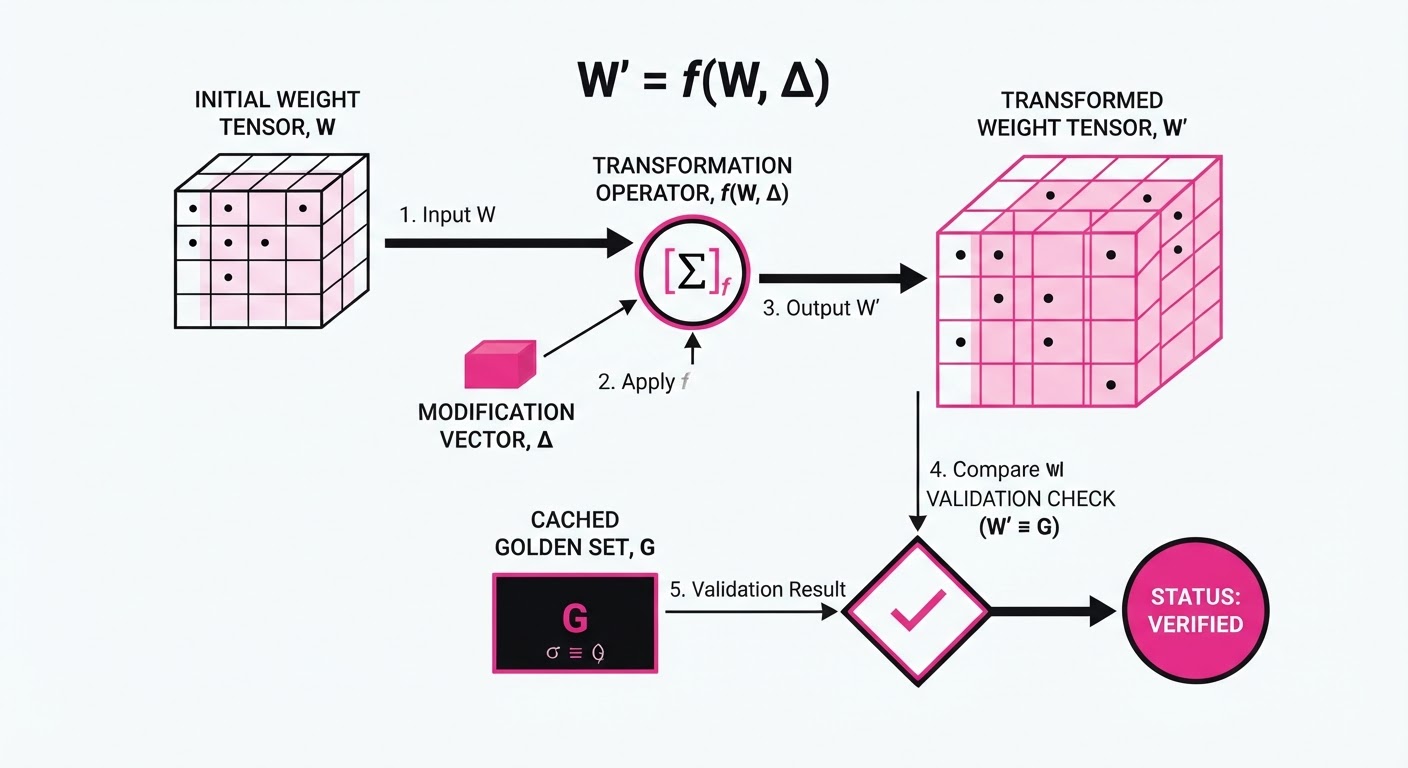 W' = f(W, Δ)
INITIAL WEIGHT
TENSOR, W
TRANSFORMATION
OPERATOR, f(W, Δ)
TRANSFORMED
WEIGHT TENSOR, W'
1. Input W
[Σ]f
3. Output W'
2. Apply f
MODIFICATION
VECTOR, Δ
4. Compare wl
VALIDATION CHECK
(W' ≡ G)
CACHED
GOLDEN SET, G
G
σ ≡
5. Validation Result
STATUS:
VERIFIED